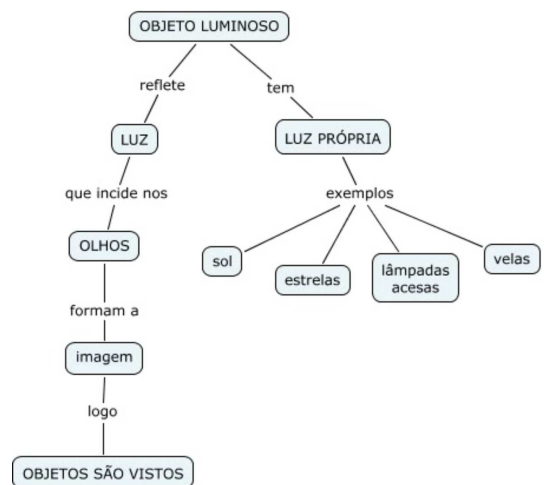 OBJETO LUMINOSO
reflete
tem
LUZ
LUZ PRÓPRIA
que incide nos
exemplos
OLHOS
sol
estrelas
lâmpadas
acesas
velas
formam a
imagem
logo
OBJETOS SÃO VISTOS